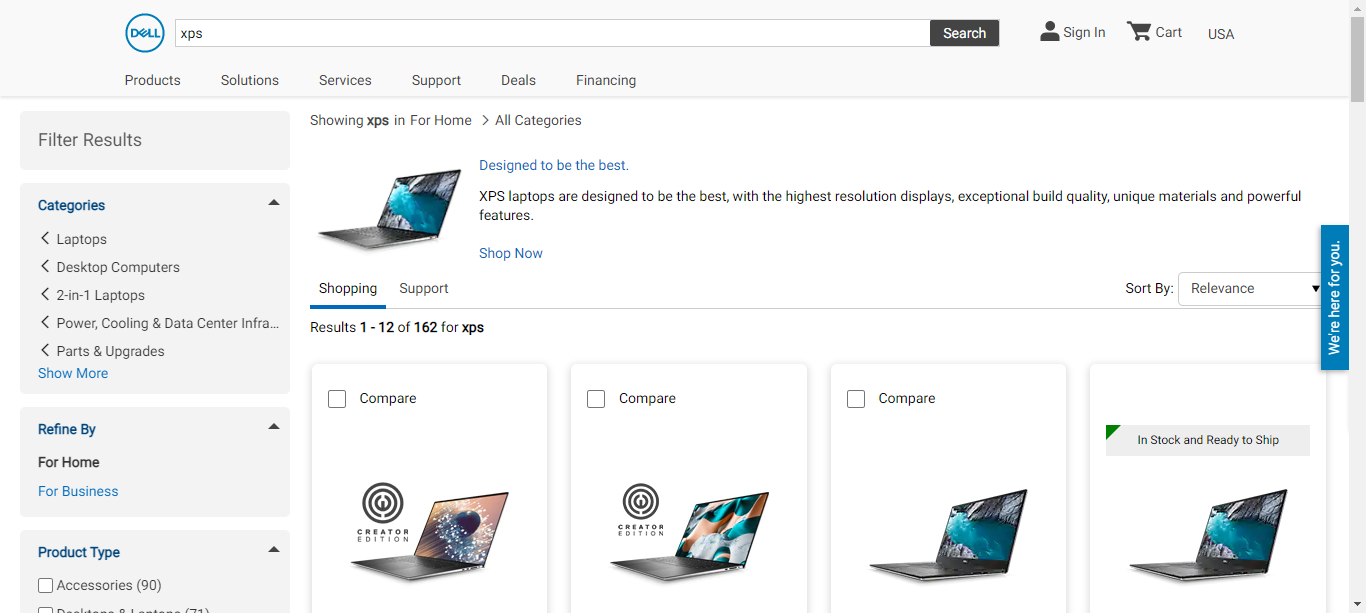 DELL
xps
Search
Sign In
Cart
USA
Products
Solutions
Services
Support
Deals
Financing
Filter Results
Categories
Laptops
Desktop Computers
2-in-1 Laptops
Power, Cooling & Data Center Infra...
Parts & Upgrades
Show More
Refine By
For Home
For Business
Product Type
Accessories (90)
Desktops & Laptops (71)
Showing xps in For Home > All Categories
Designed to be the best.
XPS laptops are designed to be the best, with the highest resolution displays, exceptional build quality, unique materials and powerful
features.
Shop Now
Shopping
Support
Sort By:
Relevance
Results 1 - 12 of 162 for xps
Compare
CREATOR
EDITION
Compare
CREATOR
EDITION
Compare
In Stock and Ready to Ship
We're here for you.